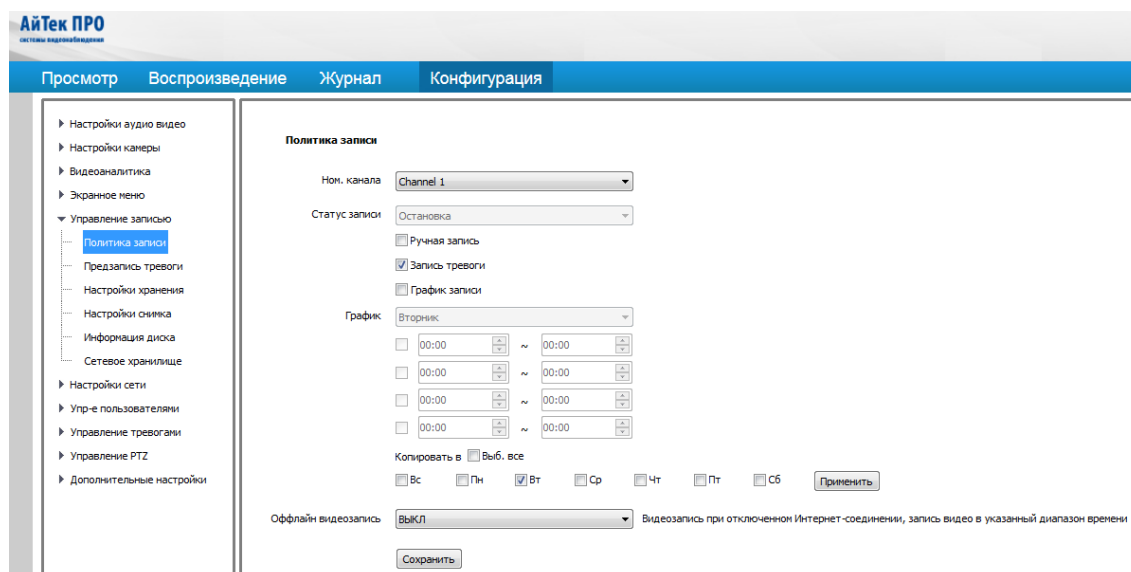 АйТек ПРО
системы видеонаблюдения
Просмотр Воспроизведение Журнал Конфигурация
Настройки аудио видео
Настройки камеры
Видеоаналитика
Экранное меню
Управление записью
Политика записи
Предзапись тревоги
Настройки хранения
Настройки снимка
Информация диска
Сетевое хранилище
Настройки сети
Упр-е пользователями
Управление тревогами
Управление PTZ
Дополнительные настройки
Политика записи
Ном. канала Channel 1
Статус записи Остановка
Ручная запись
Запись тревоги
График записи
График Вторник
00:00 ~ 00:00
00:00 ~ 00:00
00:00 ~ 00:00
00:00 ~ 00:00
Копировать в Выб. все
Вс Пн Вт Ср Чт Пт Сб Применить
Оффлайн видеозапись ВЫКЛ Видеозапись при отключенном Интернет-соединении, запись видео в указанный диапазон времени
Сохранить